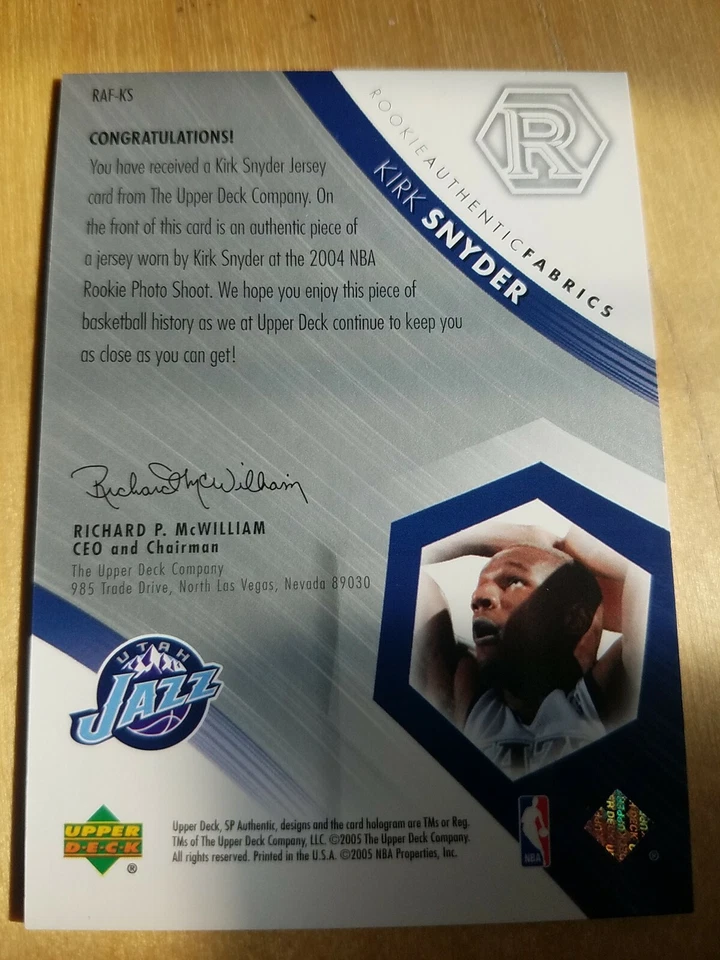 RAF-KS
R
ROOKIEAUTHENTICFABRICS
KIRK SNYDER
CONGRATULATIONS!
You have received a Kirk Snyder Jersey
card from The Upper Deck Company. On
the front of this card is an authentic piece of
a jersey worn by Kirk Snyder at the 2004 NBA
Rookie Photo Shoot. We hope you enjoy this piece of
basketball history as we at Upper Deck continue to keep you
as close as you can get!
Richard P. McWilliam
RICHARD P. McWILLIAM
CEO and Chairman
The Upper Deck Company
985 Trade Drive, North Las Vegas, Nevada 89030
UTAH
JAZZ
UPPER
D·E·C·K
®
Upper Deck, SP Authentic, designs and the card hologram are TMs or Reg.
TMs of The Upper Deck Company, LLC. ©2005 The Upper Deck Company.
All rights reserved. Printed in the U.S.A. ©2005 NBA Properties, Inc.
NBA
®